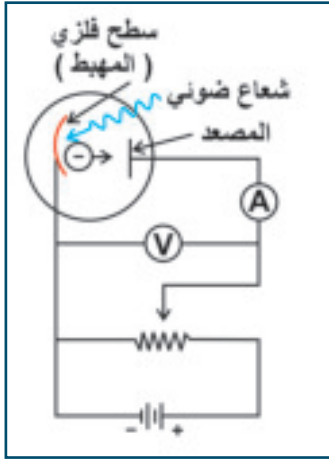 سطح فلزي
( المهبط )
شعاع ضوئي
المصعد
−
A
V
− +